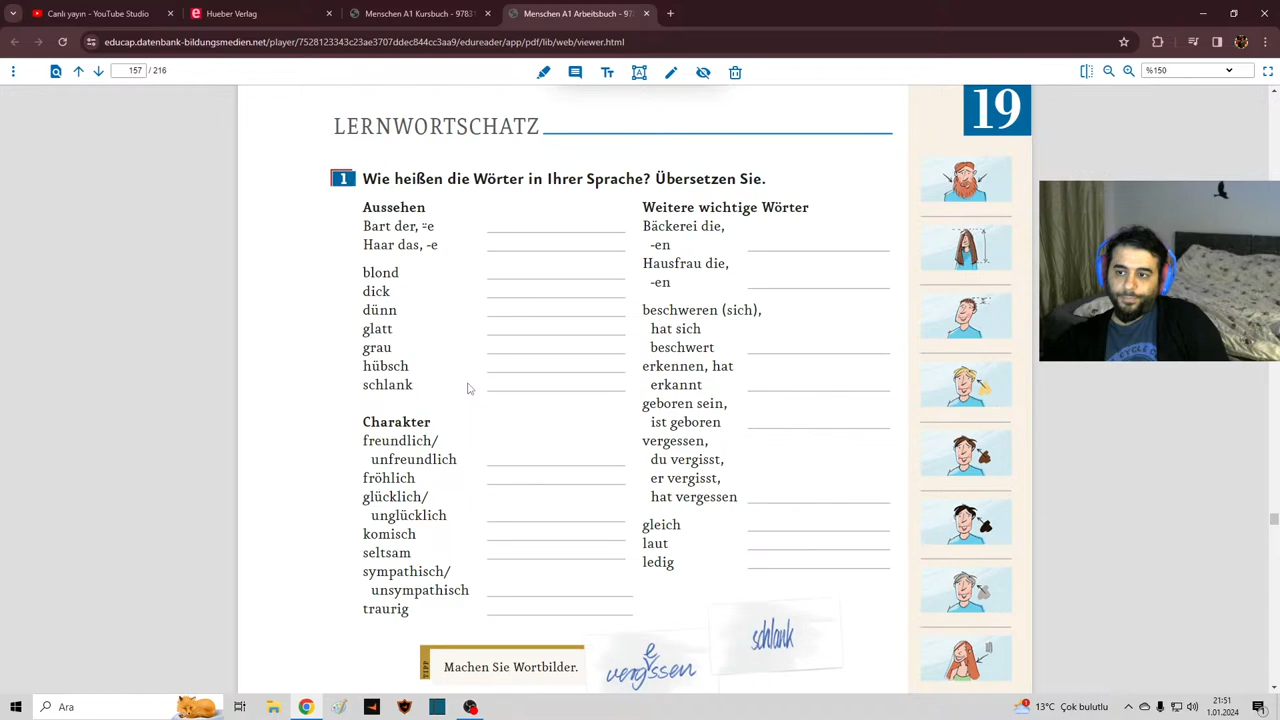 Canlı yayın - YouTube Studio
Hueber Verlag
Menschen A1 Kursbuch - 9783
Menschen A1 Arbeitsbuch - 97
educap.datenbank-bildungsmedien.net/player/7528123343c23ae3707ddec844cc3aa9/edureader/app/pdf/lib/web/viewer.html
157 / 216
%150
LERNWORTSCHATZ
19
1 Wie heißen die Wörter in Ihrer Sprache? Übersetzen Sie.
Aussehen
Bart der, ¨-e
Haar das, -e
blond
dick
dünn
glatt
grau
hübsch
schlank
Charakter
freundlich/
unfreundlich
fröhlich
glücklich/
unglücklich
komisch
seltsam
sympathisch/
unsympathisch
traurig
Weitere wichtige Wörter
Bäckerei die,
-en
Hausfrau die,
-en
beschweren (sich),
hat sich
beschwert
erkennen, hat
erkannt
geboren sein,
ist geboren
vergessen,
du vergisst,
er vergisst,
hat vergessen
gleich
laut
ledig
TIPP
Machen Sie Wortbilder.
vergessen
schlank
Ara
13°C Çok bulutlu
21:51
1.01.2024